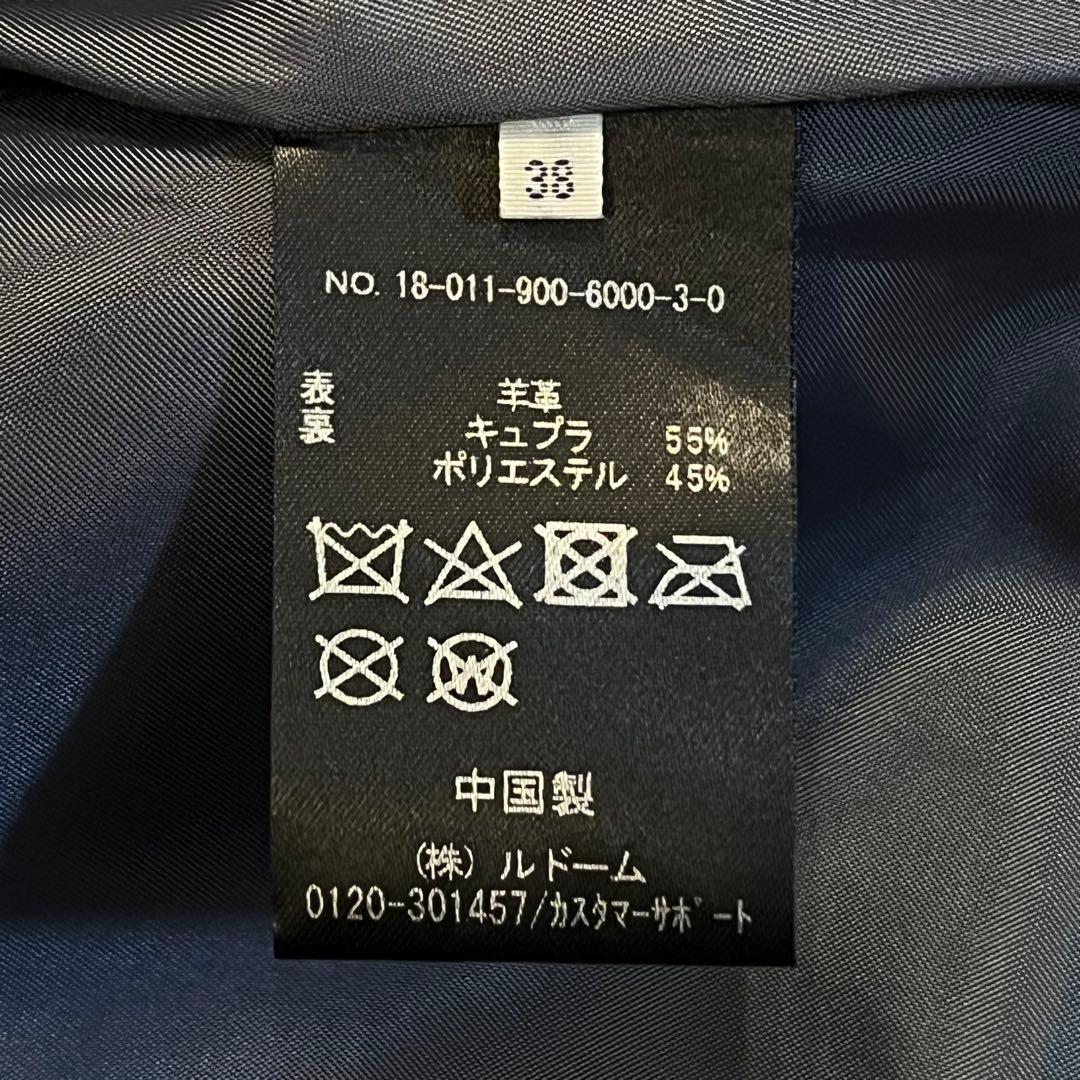 38
NO. 18-011-900-6000-3-0
表 羊革
裏 キュプラ 55%
ポリエステル 45%
W
中国製
(株) ルドーム
0120-301457/カスタマーサポート